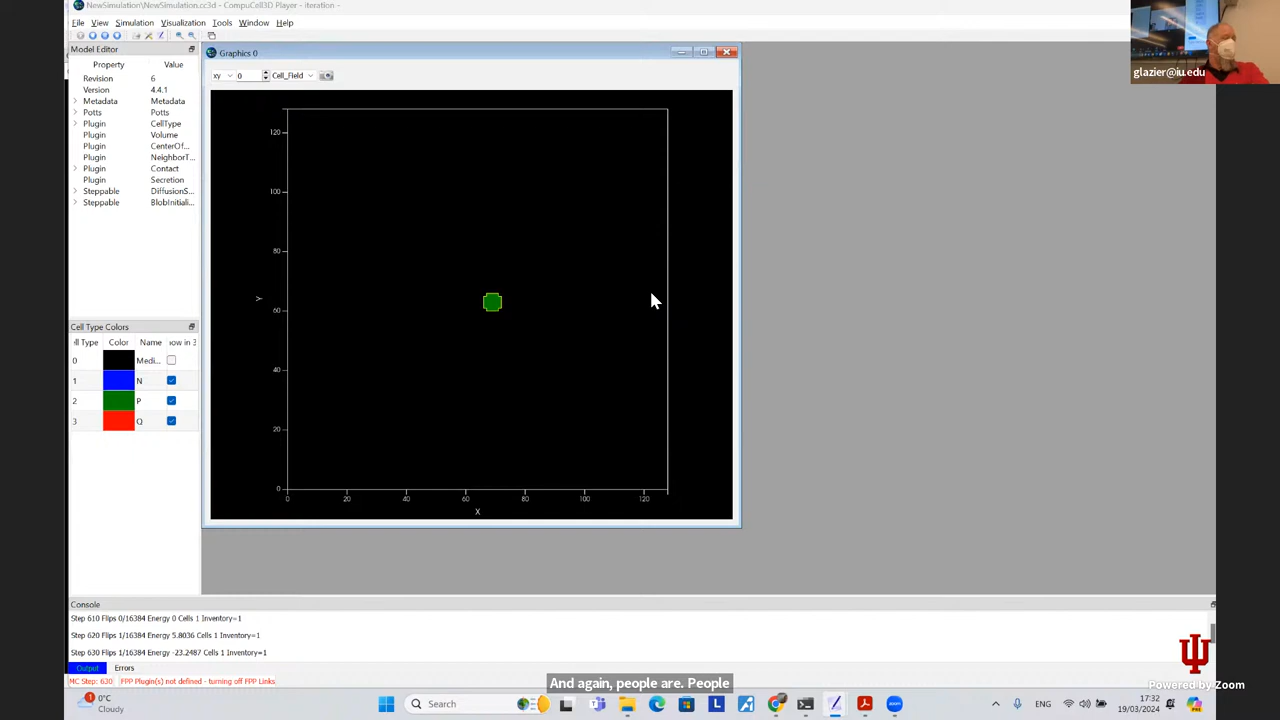 NewSimulation\NewSimulation.cc3d - CompuCell3D Player - iteration -
File View Simulation Visualization Tools Window Help
Model Editor
Property Value
Revision 6
Version 4.4.1
Metadata Metadata
Potts Potts
Plugin CellType
Plugin Volume
Plugin CenterOf...
Plugin NeighborT...
Plugin Contact
Plugin Secretion
Steppable DiffusionS...
Steppable BlobInitiali...
Cell Type Colors
ll Type Color Name ow in 3
0 Medi...
1 N
2 P
3 Q
Graphics 0
xy 0 Cell_Field
120
100
80
60
40
20
0
Y
0 20 40 60 80 100 120
X
glazier@iu.edu
Console
Step 610 Flips 0/16384 Energy 0 Cells 1 Inventory=1
Step 620 Flips 1/16384 Energy 5.8036 Cells 1 Inventory=1
Step 630 Flips 1/16384 Energy -23.2487 Cells 1 Inventory=1
Output Errors
MC Step: 630 FPP Plugin(s) not defined - turning off FPP Links
And again, people are. People
Powered by Zoom
1
0°C
Cloudy
Search
ENG
17:32
19/03/2024